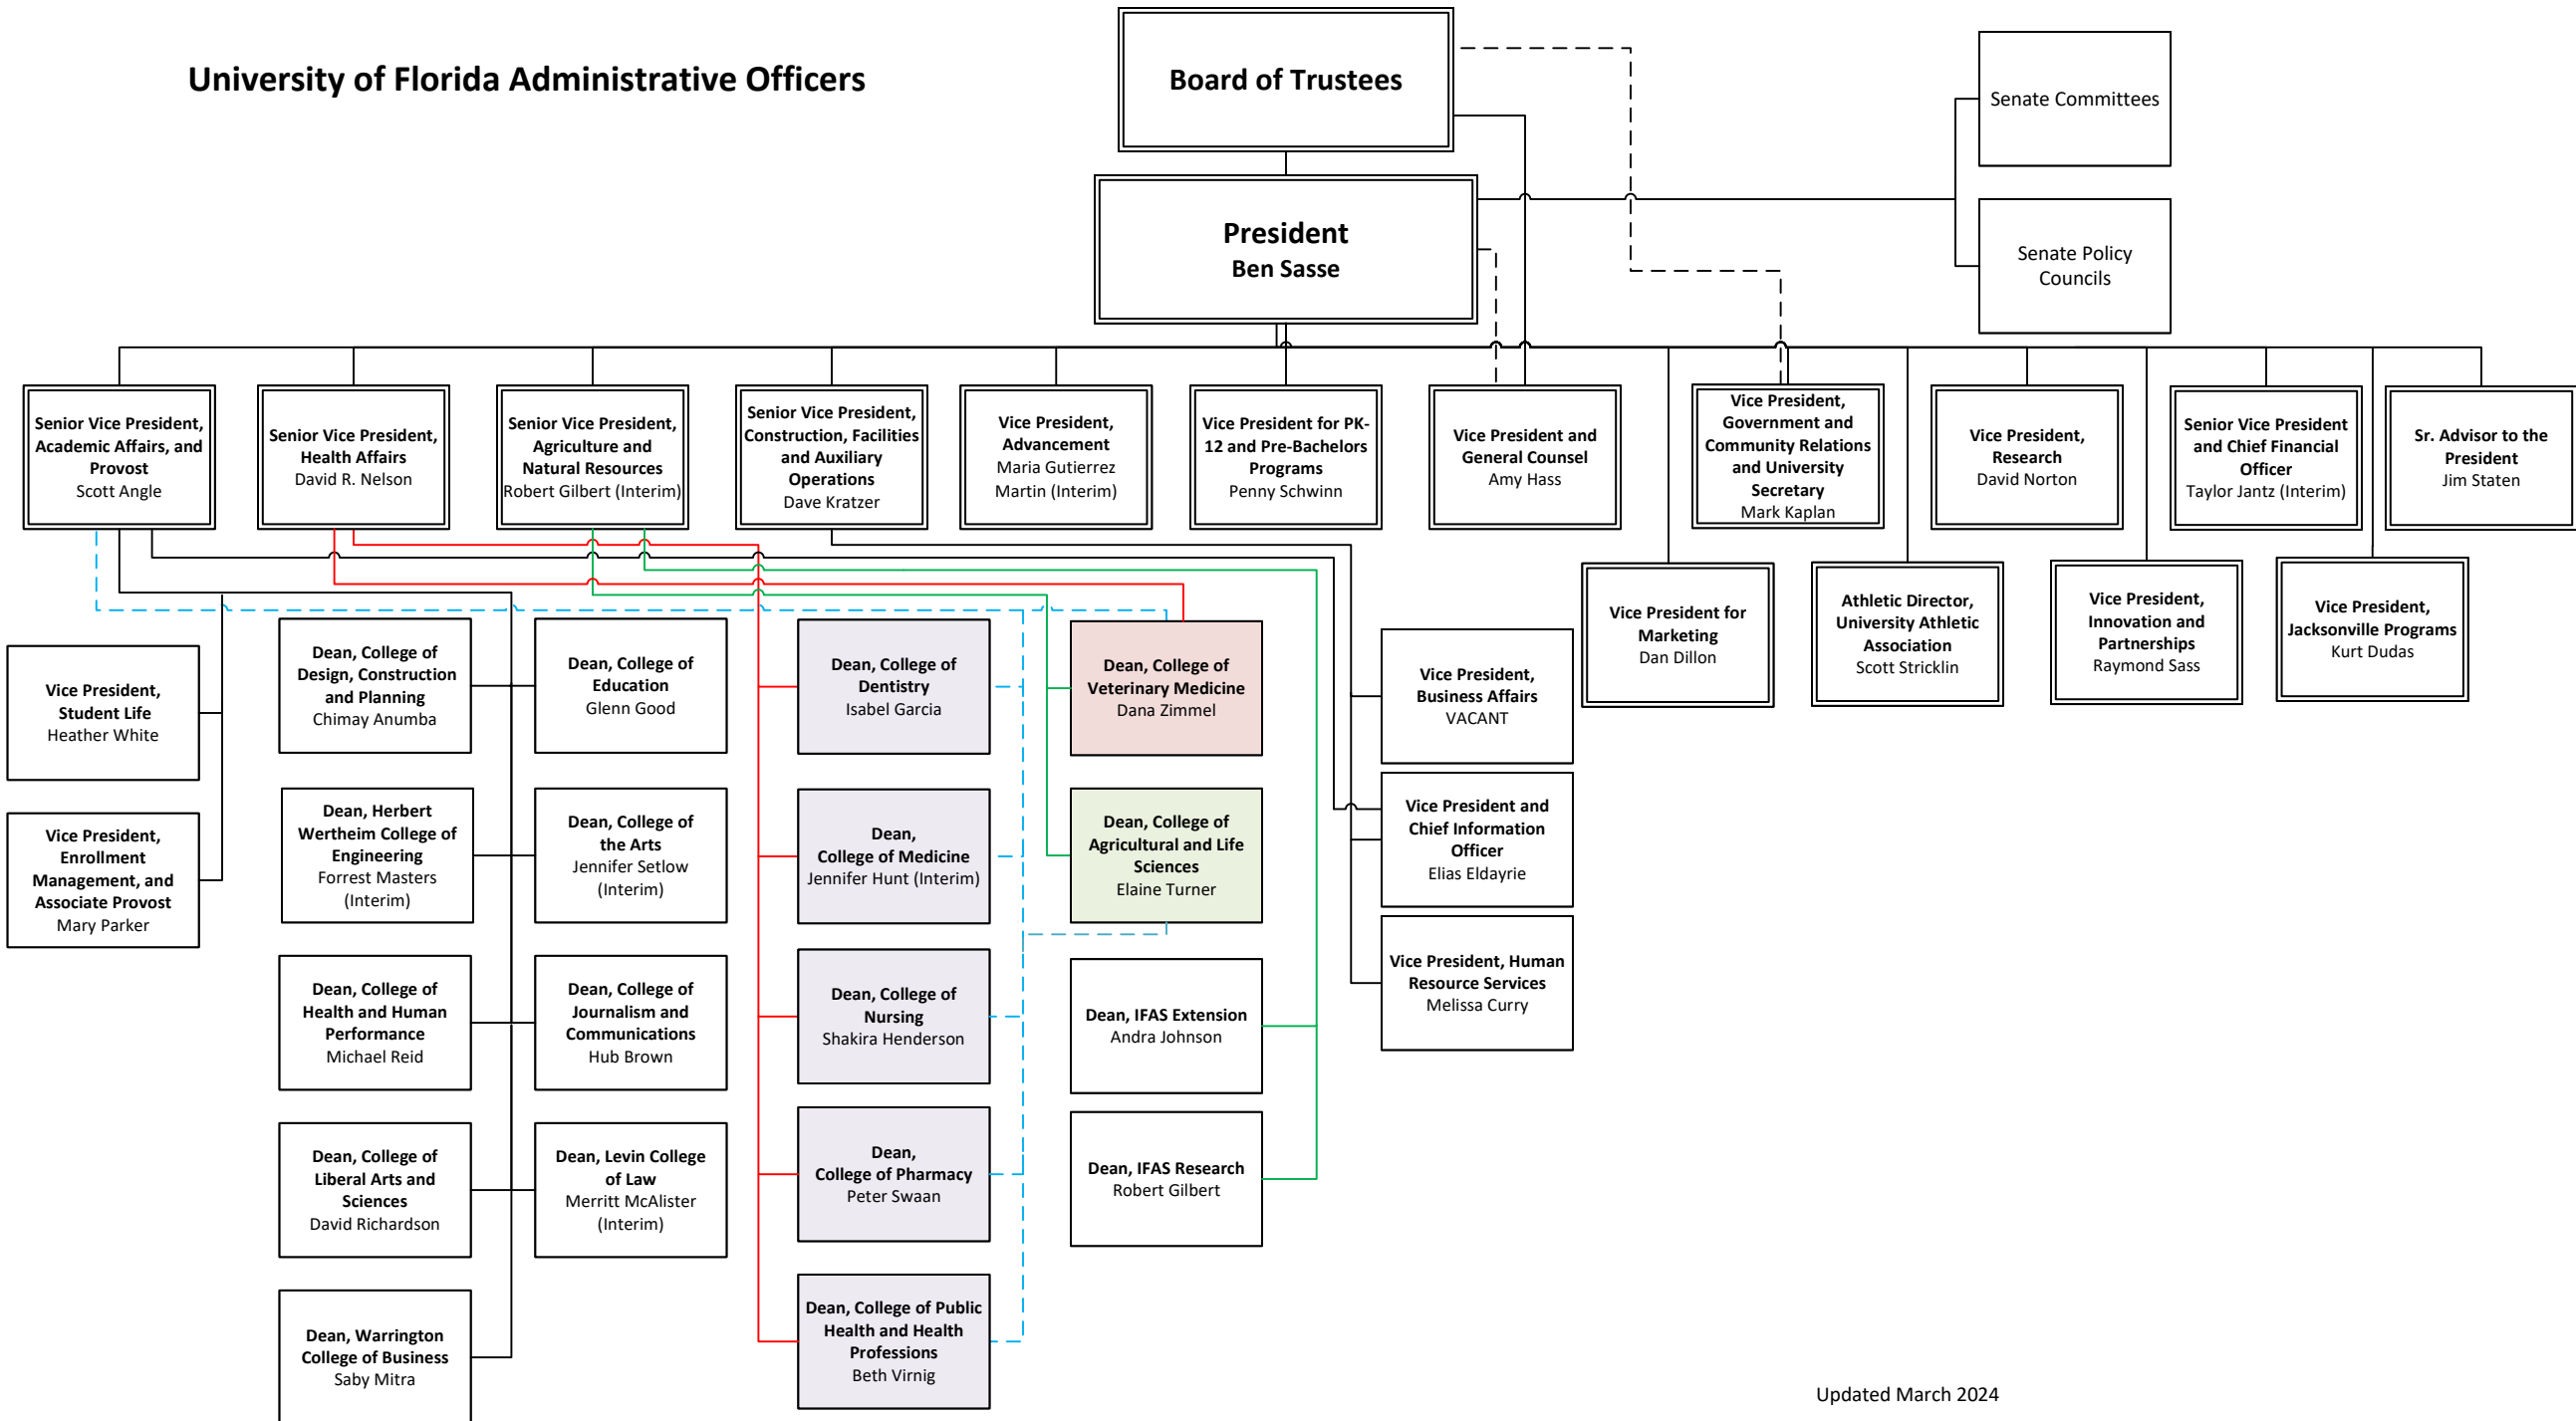 University of Florida Administrative Officers
Board of Trustees
Senate Committees
President
Ben Sasse
Senate Policy
Councils
Senior Vice President,
Academic Affairs, and
Provost
Scott Angle
Senior Vice President,
Health Affairs
David R. Nelson
Senior Vice President,
Agriculture and
Natural Resources
Robert Gilbert (Interim)
Senior Vice President,
Construction, Facilities
and Auxiliary
Operations
Dave Kratzer
Vice President,
Advancement
Maria Gutierrez
Martin (Interim)
Vice President for PK-
12 and Pre-Bachelors
Programs
Penny Schwinn
Vice President and
General Counsel
Amy Hass
Vice President,
Government and
Community Relations
and University
Secretary
Mark Kaplan
Vice President,
Research
David Norton
Senior Vice President
and Chief Financial
Officer
Taylor Jantz (Interim)
Sr. Advisor to the
President
Jim Staten
Vice President for
Marketing
Dan Dillon
Athletic Director,
University Athletic
Association
Scott Stricklin
Vice President,
Innovation and
Partnerships
Raymond Sass
Vice President,
Jacksonville Programs
Kurt Dudas
Vice President,
Student Life
Heather White
Vice President,
Enrollment
Management, and
Associate Provost
Mary Parker
Dean, College of
Design, Construction
and Planning
Chimay Anumba
Dean, College of
Education
Glenn Good
Dean, Herbert
Wertheim College of
Engineering
Forrest Masters
(Interim)
Dean, College of
the Arts
Jennifer Setlow
(Interim)
Dean, College of
Health and Human
Performance
Michael Reid
Dean, College of
Journalism and
Communications
Hub Brown
Dean, College of
Liberal Arts and
Sciences
David Richardson
Dean, Levin College
of Law
Merritt McAlister
(Interim)
Dean, Warrington
College of Business
Saby Mitra
Dean, College of
Dentistry
Isabel Garcia
Dean,
College of Medicine
Jennifer Hunt (Interim)
Dean, College of
Nursing
Shakira Henderson
Dean,
College of Pharmacy
Peter Swaan
Dean, College of Public
Health and Health
Professions
Beth Virnig
Dean, College of
Veterinary Medicine
Dana Zimmel
Dean, College of
Agricultural and Life
Sciences
Elaine Turner
Dean, IFAS Extension
Andra Johnson
Dean, IFAS Research
Robert Gilbert
Vice President,
Business Affairs
VACANT
Vice President and
Chief Information
Officer
Elias Eldayrie
Vice President, Human
Resource Services
Melissa Curry
Updated March 2024